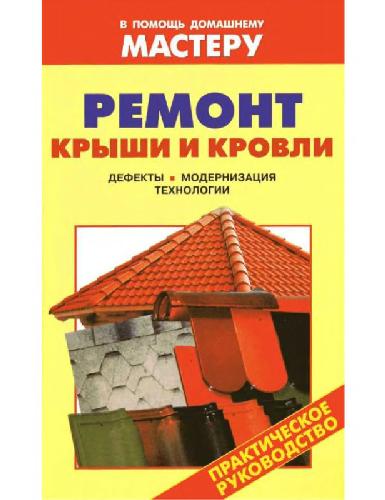 В ПОМОЩЬ ДОМАШНЕМУ
МАСТЕРУ
РЕМОНТ
КРЫШИ И КРОВЛИ
ДЕФЕКТЫ ▪ МОДЕРНИЗАЦИЯ
ТЕХНОЛОГИИ
ПРАКТИЧЕСКОЕ
РУКОВОДСТВО